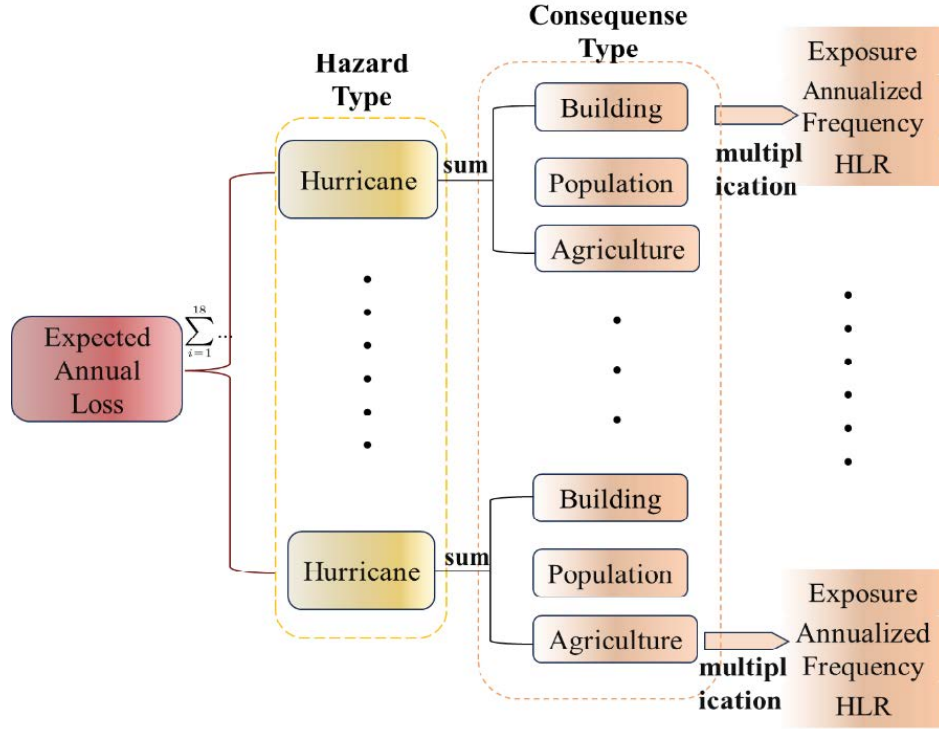 Consequense
Type
Hazard
Type
Exposure
Annualized
Frequency
HLR
Building
multipl
ication
Hurricane
sum
Population
Agriculture
Expected
Annual
Loss
18
∑...
i=1
Building
Hurricane
sum
Population
Agriculture
multipl
ication
Exposure
Annualized
Frequency
HLR